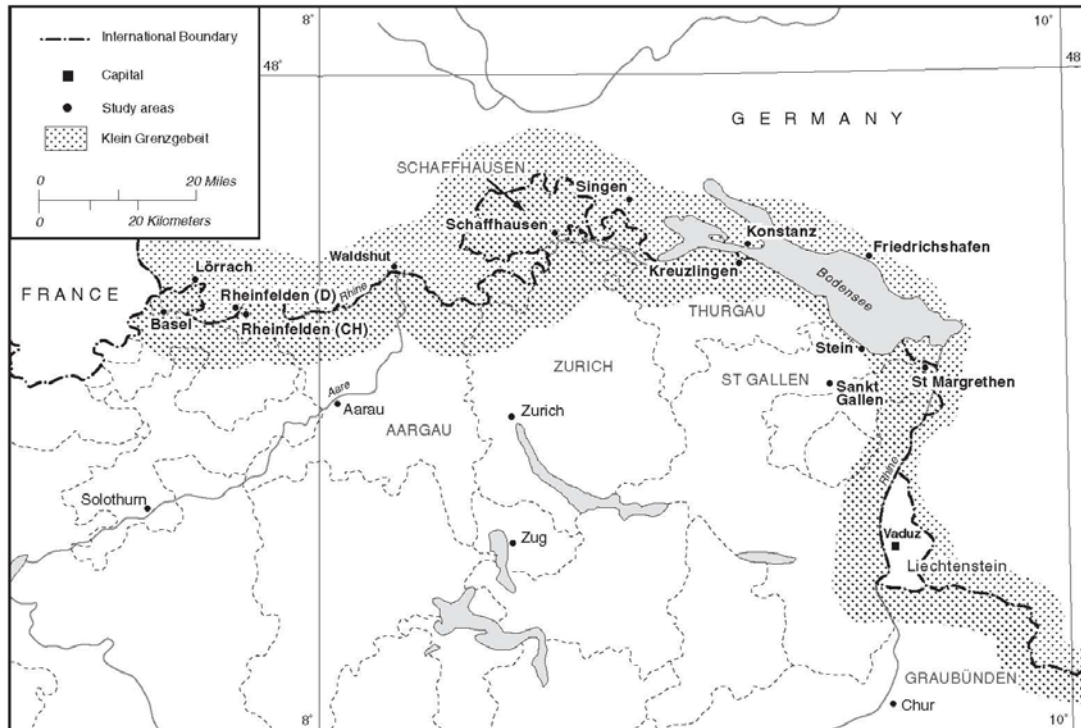 International Boundary
Capital
Study areas
Klein Grenzgebeit
0 20 Miles
0 20 Kilometers
8°
10°
48°
48
GERMANY
SCHAFFHAUSEN
Singen
Schaffhausen
Konstanz
Friedrichshafen
Waldshut
Kreuzlingen
Lörrach
Bodensee
FRANCE
Rheinfelden (D)
Rhine
Basel
Rheinfelden (CH)
THURGAU
Stein
ZURICH
ST GALLEN
Sankt
Gallen
St Margrethen
Aare
Aarau
Zurich
AARGAU
Rhine
Solothurn
Zug
Vaduz
Liechtenstein
GRAUBÜNDEN
Chur
8°
10°